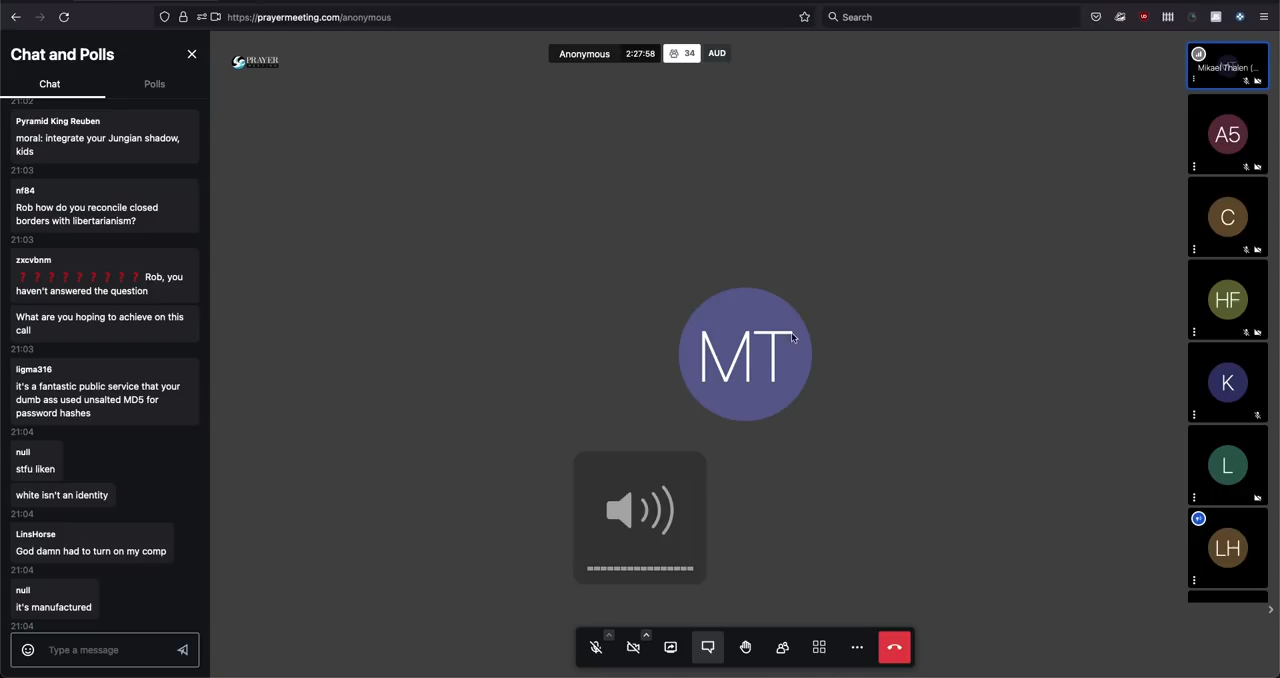 https://prayermeeting.com/anonymous
Search
Chat and Polls
Chat
Polls
21:02
Pyramid King Reuben
moral: integrate your Jungian shadow,
kids
21:03
nf84
Rob how do you reconcile closed
borders with libertarianism?
21:03
zxcvbnm
❓❓❓❓❓❓❓❓❓ Rob, you
haven't answered the question
What are you hoping to achieve on this
call
21:03
ligma316
it's a fantastic public service that your
dumb ass used unsalted MD5 for
password hashes
21:04
null
stfu liken
white isn't an identity
21:04
LinsHorse
God damn had to turn on my comp
21:04
null
it's manufactured
21:04
Type a message
PRAYER
Anonymous
2:27:58
34
AUD
MT
Mikael Thalen (...
A5
C
HF
K
L
LH